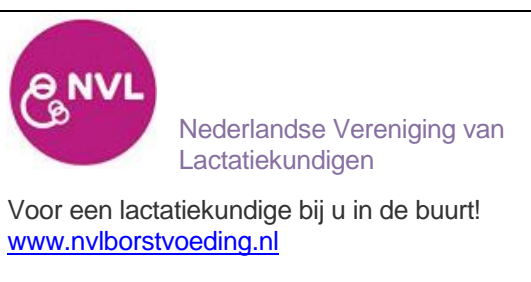 NVL
Nederlandse Vereniging van
Lactatiekundigen
Voor een lactatiekundige bij u in de buurt!
www.nvlborstvoeding.nl